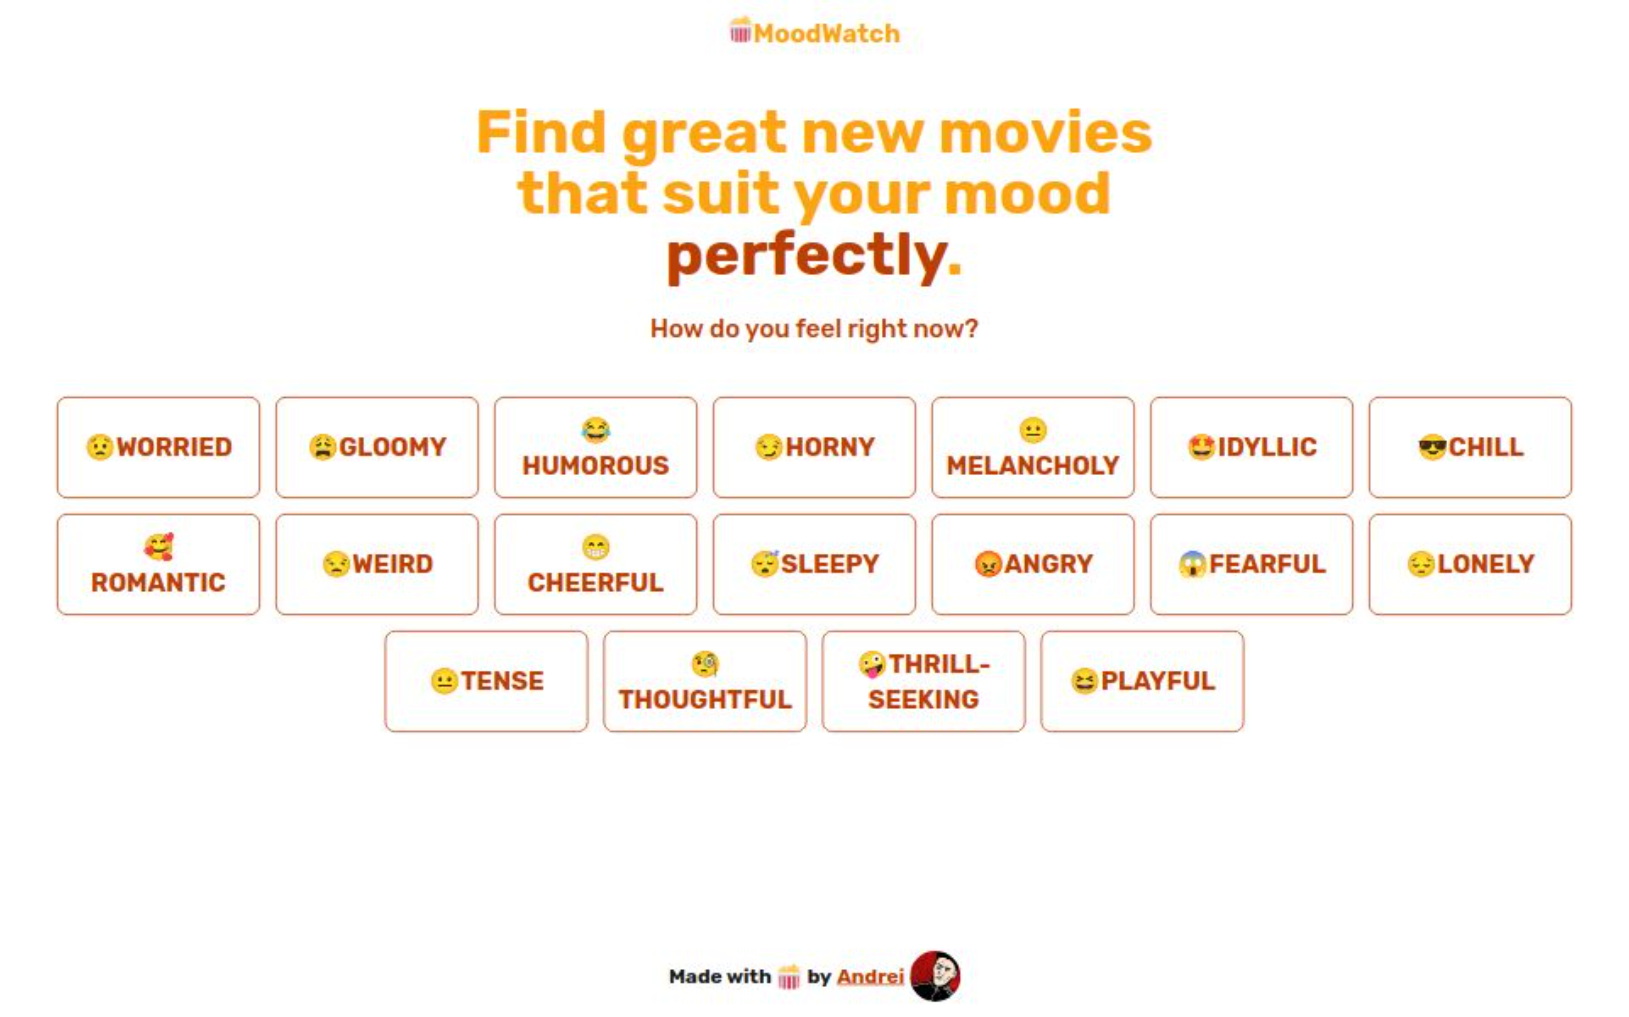 MoodWatch
Find great new movies
that suit your mood
perfectly.
How do you feel right now?
WORRIED
GLOOMY
HUMOROUS
HORNY
MELANCHOLY
IDYLLIC
CHILL
ROMANTIC
WEIRD
CHEERFUL
SLEEPY
ANGRY
FEARFUL
LONELY
TENSE
THOUGHTFUL
THRILL-
SEEKING
PLAYFUL
Made with 🍿 by Andrei